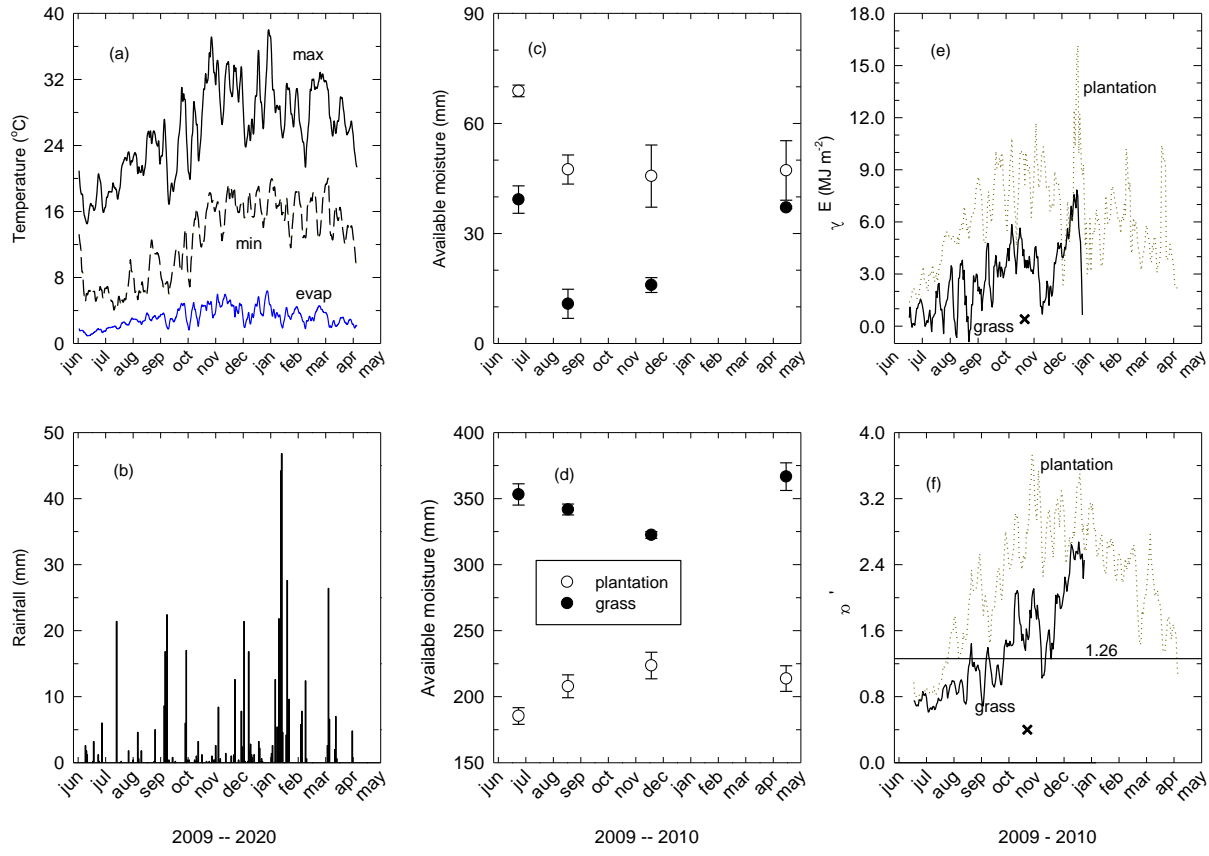 (a)
max
min
evap
Temperature (°C)
40
32
24
16
8
0
jun jul aug sep oct nov dec jan feb mar apr may
(c)
Available moisture (mm)
90
60
30
0
jun jul aug sep oct nov dec jan feb mar apr may
(e)
plantation
grass
γ E (MJ m⁻²)
18.0
15.0
12.0
9.0
6.0
3.0
0.0
jun jul aug sep oct nov dec jan feb mar apr may
(b)
Rainfall (mm)
50
40
30
20
10
0
jun jul aug sep oct nov dec jan feb mar apr may
2009 -- 2020
(d)
plantation
grass
Available moisture (mm)
400
350
300
250
200
150
jun jul aug sep oct nov dec jan feb mar apr may
2009 -- 2010
(f)
plantation
1.26
grass
4.0
3.2
2.4
1.6
0.8
0.0
jun jul aug sep oct nov dec jan feb mar apr may
2009 - 2010